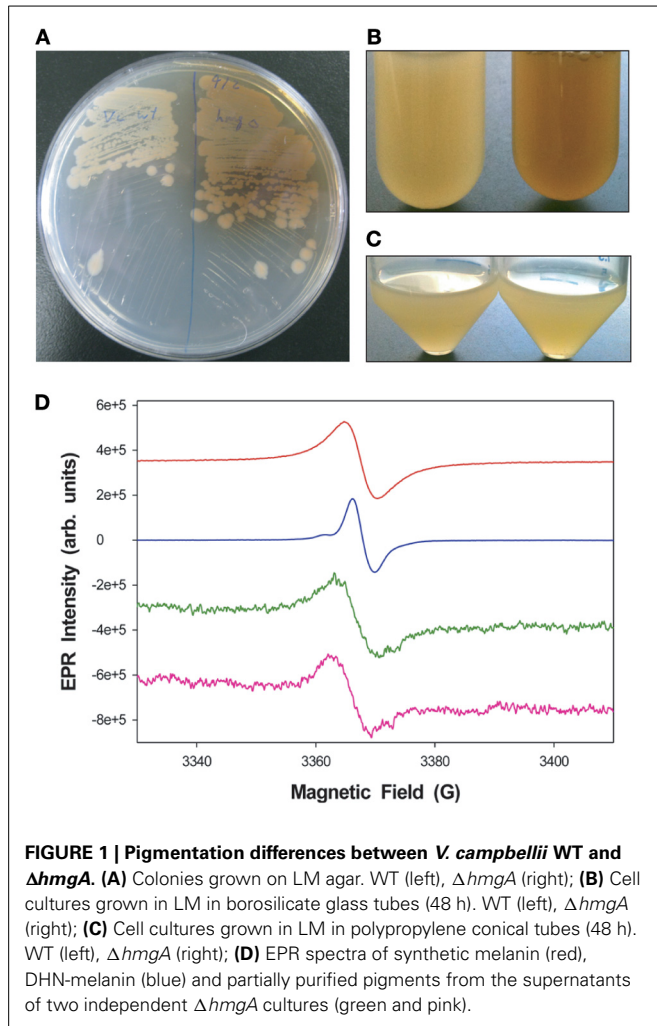 A
B
C
D
Vc wt
hmgA
6e+5
4e+5
2e+5
0
-2e+5
-4e+5
-6e+5
-8e+5
EPR Intensity (arb. units)
3340
3360
3380
3400
Magnetic Field (G)
FIGURE 1 | Pigmentation differences between V. campbellii WT and
ΔhmgA. (A) Colonies grown on LM agar. WT (left), ΔhmgA (right); (B) Cell
cultures grown in LM in borosilicate glass tubes (48 h). WT (left), ΔhmgA
(right); (C) Cell cultures grown in LM in polypropylene conical tubes (48 h).
WT (left), ΔhmgA (right); (D) EPR spectra of synthetic melanin (red),
DHN-melanin (blue) and partially purified pigments from the supernatants
of two independent ΔhmgA cultures (green and pink).